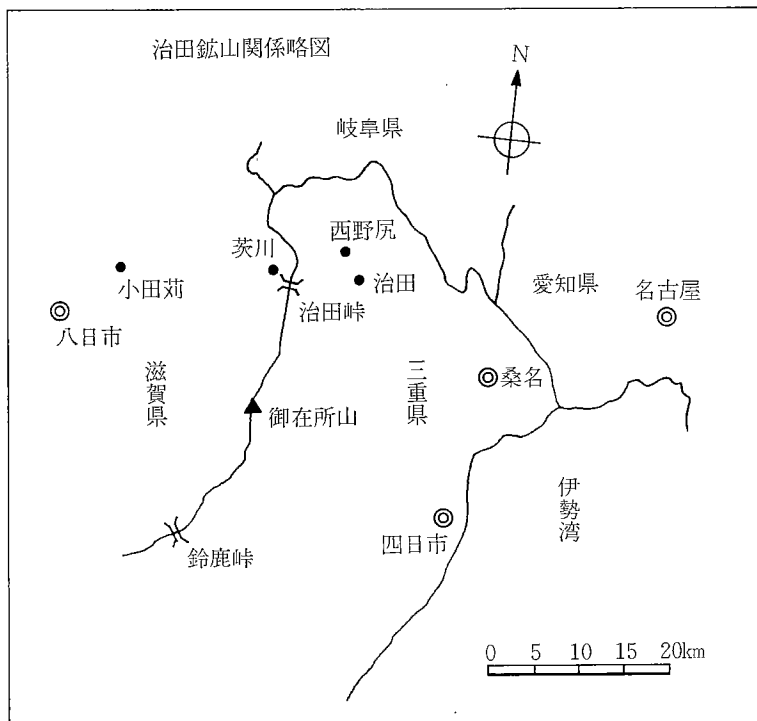 治田鉱山関係略図
N
岐阜県
西野尻
茨川
治田
小田苅
治田峠
愛知県
名古屋
八日市
滋賀県
三重県
桑名
御在所山
伊勢湾
四日市
鈴鹿峠
0 5 10 15 20km